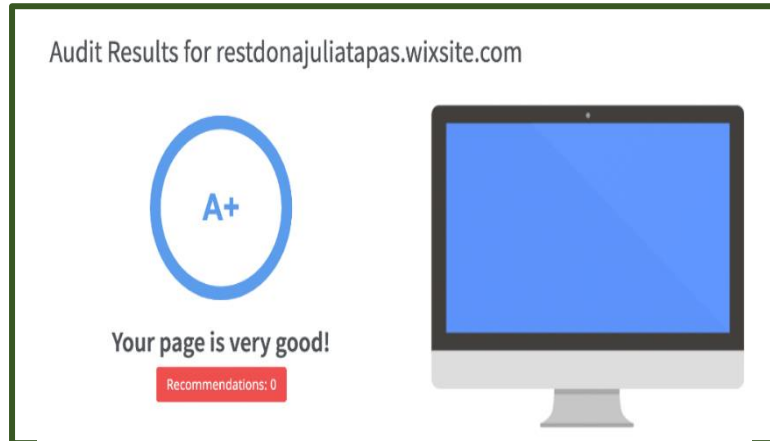 Audit Results for restdonajuliatapas.wixsite.com
A+
Your page is very good!
Recommendations: 0